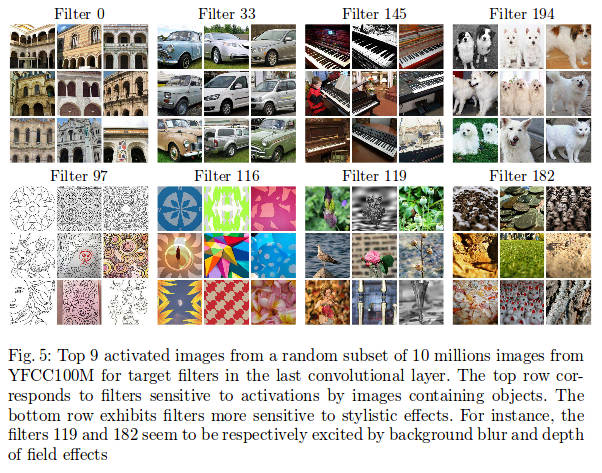 Filter 0 Filter 33 Filter 145 Filter 194
Filter 97 Filter 116 Filter 119 Filter 182
Fig. 5: Top 9 activated images from a random subset of 10 millions images from
YFCC100M for target filters in the last convolutional layer. The top row cor-
responds to filters sensitive to activations by images containing objects. The
bottom row exhibits filters more sensitive to stylistic effects. For instance, the
filters 119 and 182 seem to be respectively excited by background blur and depth
of field effects